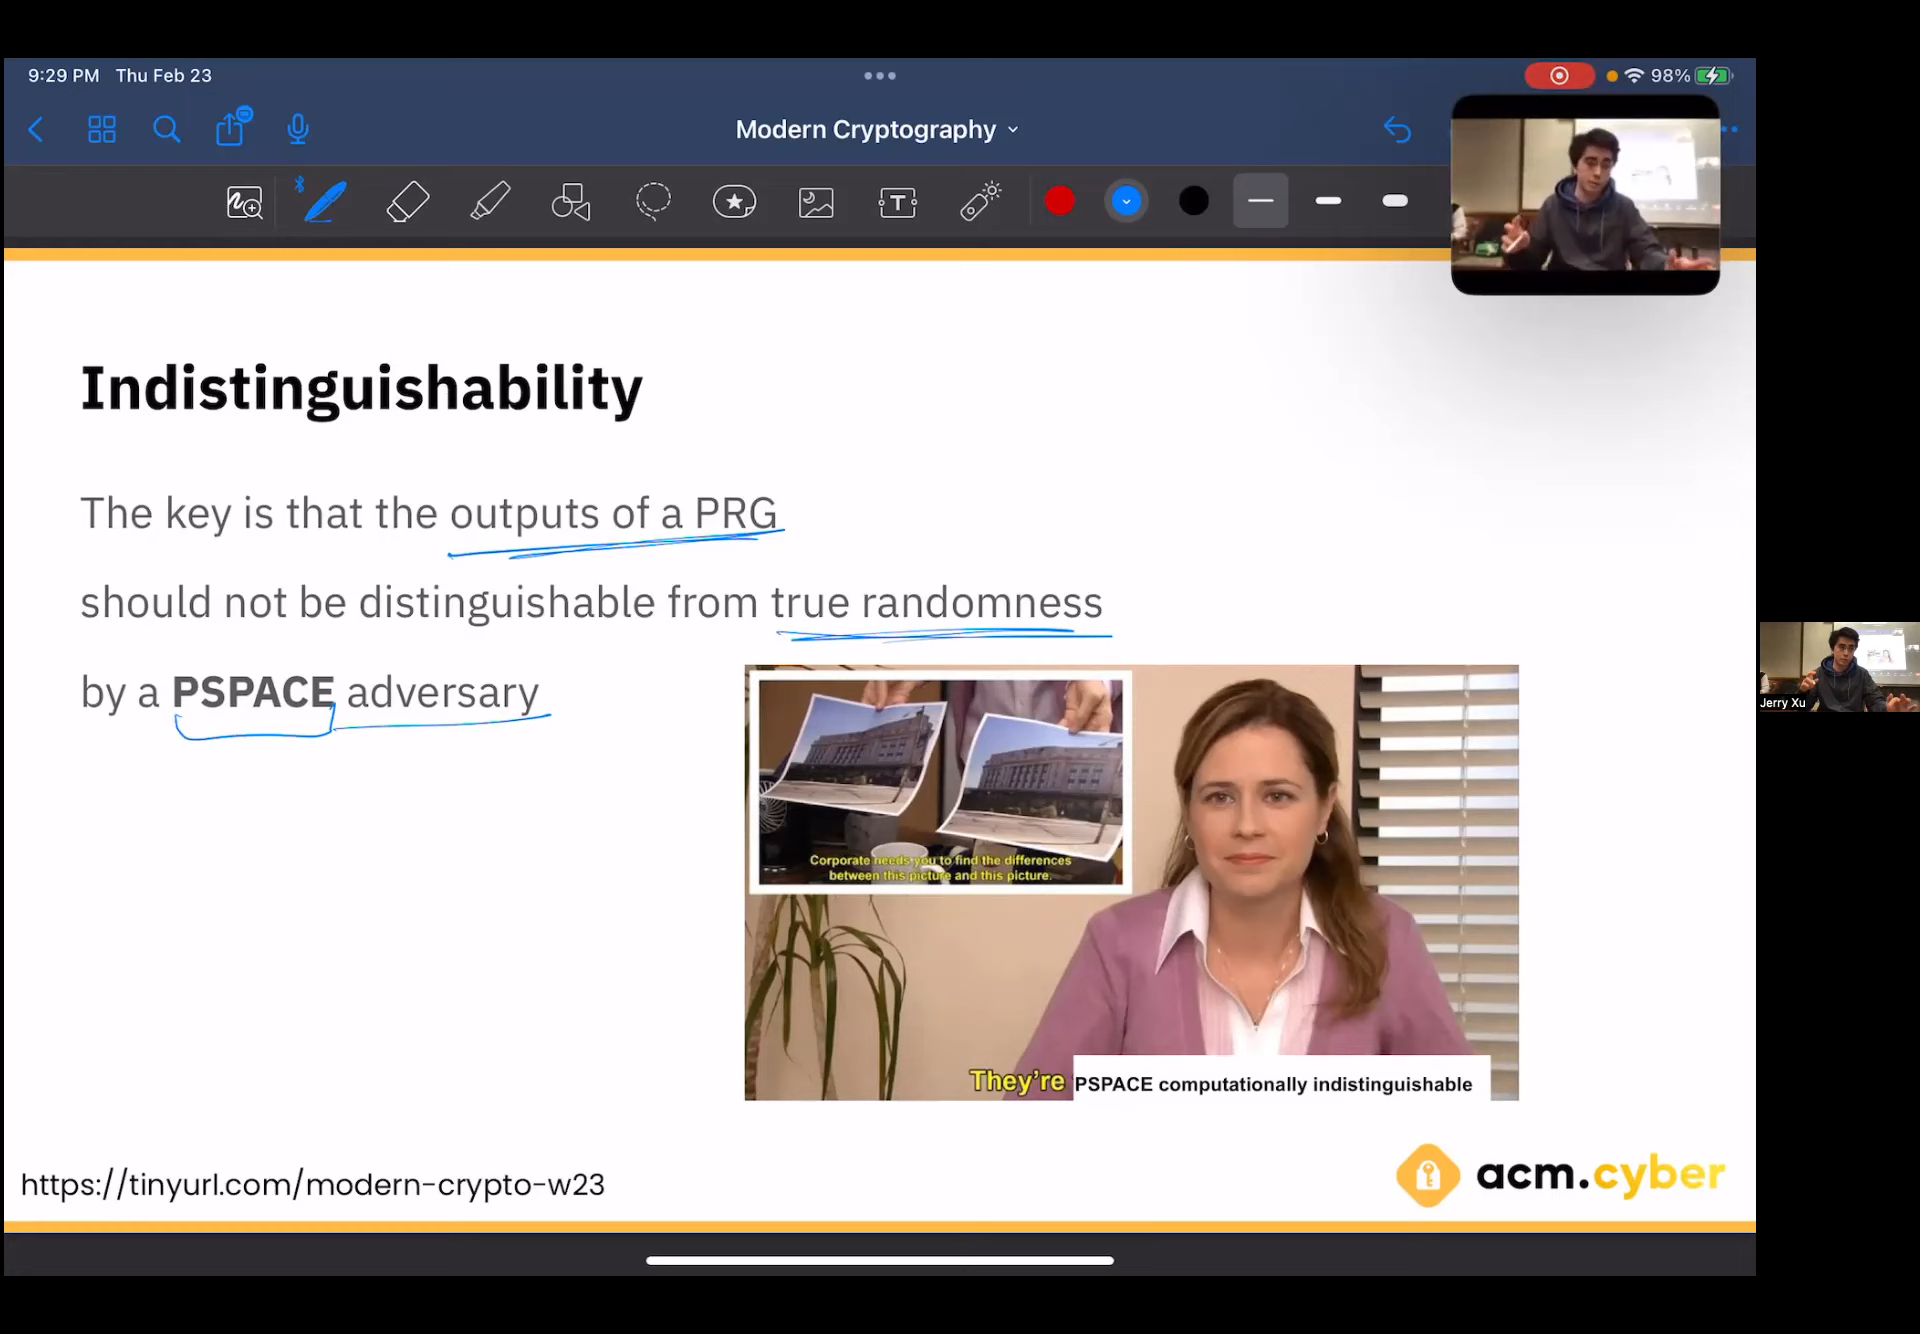 9:29 PM Thu Feb 23
98%
Modern Cryptography
T
Indistinguishability
The key is that the outputs of a PRG
should not be distinguishable from true randomness
by a PSPACE adversary
Corporate needs you to find the differences
between this picture and this picture.
They're PSPACE computationally indistinguishable
https://tinyurl.com/modern-crypto-w23
acm.cyber
Jerry Xu